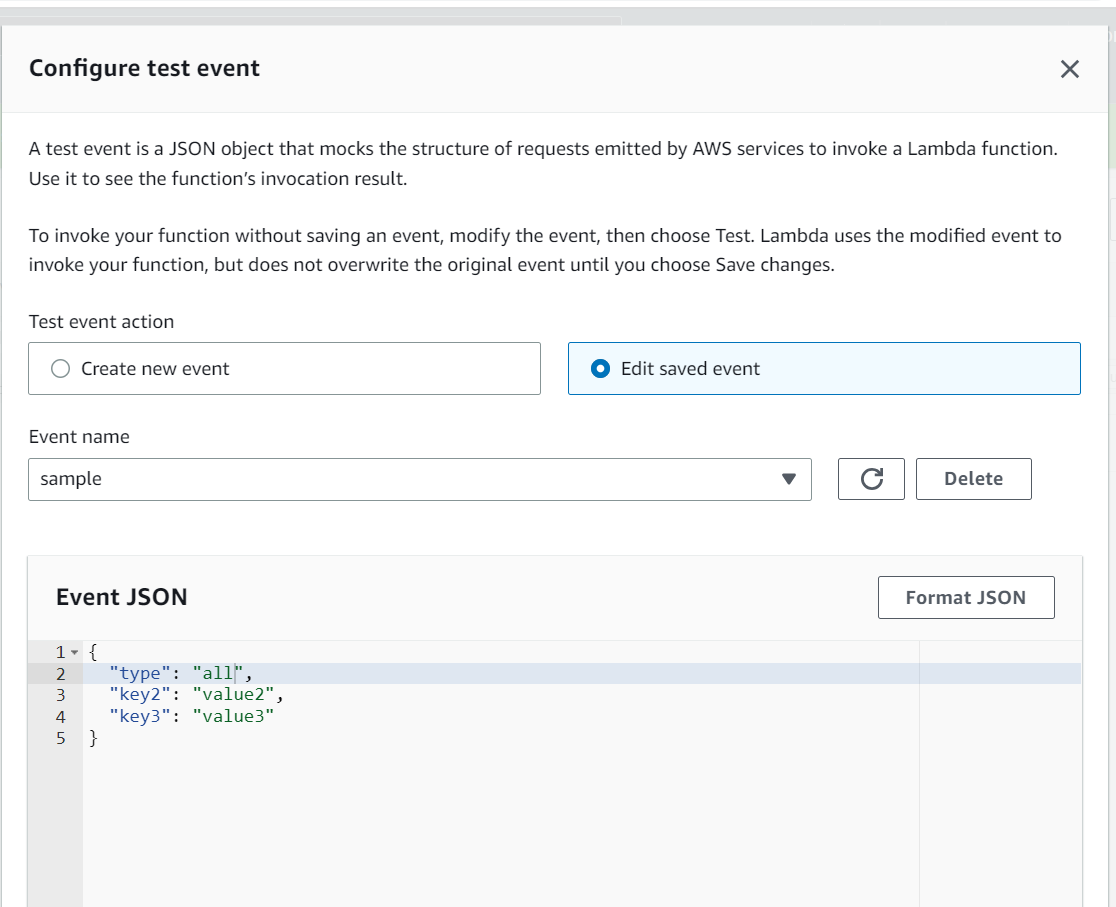 Configure test event
A test event is a JSON object that mocks the structure of requests emitted by AWS services to invoke a Lambda function.
Use it to see the function’s invocation result.
To invoke your function without saving an event, modify the event, then choose Test. Lambda uses the modified event to
invoke your function, but does not overwrite the original event until you choose Save changes.
Test event action
Create new event
Edit saved event
Event name
sample
Delete
Event JSON
Format JSON
1 {
2 "type": "all",
3 "key2": "value2",
4 "key3": "value3"
5 }